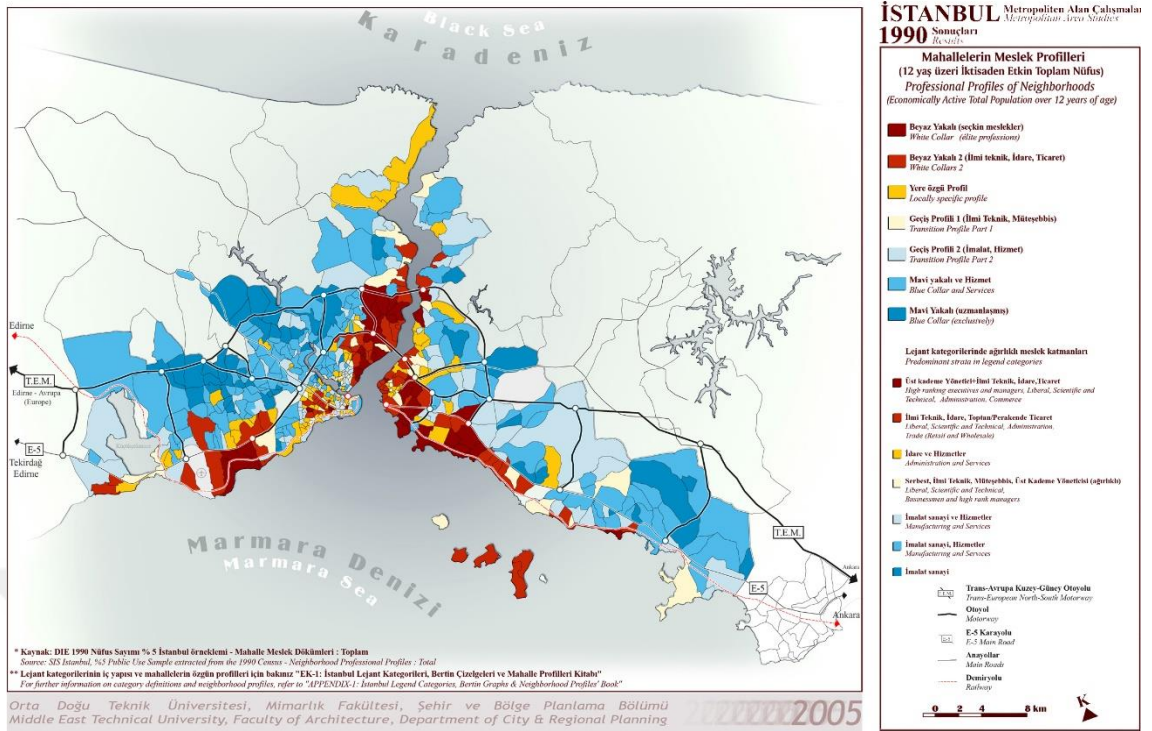 Black Sea
Karadeniz
Edirne
T.E.M.
Edirne - Avrupa
(Europe)
E-5
Tekirdağ
Edirne
Marmara Denizi
Marmara Sea
T.E.M.
Ankara
E-5
Ankara
* Kaynak: DIE 1990 Nüfus Sayımı % 5 İstanbul örneklemi - Mahalle Meslek Dökümleri : Toplam
Source: SIS Istanbul, %5 Public Use Sample extracted from the 1990 Census - Neighborhood Professional Profiles : Total
** Lejant kategorilerinin iç yapısı ve mahallelerin özgün profilleri için bakınız "EK-1: İstanbul Lejant Kategorileri, Bertin Çizelgeleri ve Mahalle Profilleri Kitabı"
For further information on category definitions and neighborhood profiles, refer to "APPENDIX-1: Istanbul Legend Categories, Bertin Graphs & Neighborhood Profiles' Book"
Orta Doğu Teknik Üniversitesi, Mimarlık Fakültesi, Şehir ve Bölge Planlama Bölümü
Middle East Technical University, Faculty of Architecture, Department of City & Regional Planning
2005
İSTANBUL Metropoliten Alan Çalışmaları
Metropolitan Area Studies
1990 Sonuçları
Results
Mahallelerin Meslek Profilleri
(12 yaş üzeri İktisaden Etkin Toplam Nüfus)
Professional Profiles of Neighborhoods
(Economically Active Total Population over 12 years of age)
Beyaz Yakalı (seçkin meslekler)
White Collar (élite professions)
Beyaz Yakalı 2 (İlmi teknik, İdare, Ticaret)
White Collars 2
Yere özgü Profil
Locally specific profile
Geçiş Profili 1 (İlmi Teknik, Müteşebbis)
Transition Profile Part 1
Geçiş Profili 2 (İmalat, Hizmet)
Transition Profile Part 2
Mavi yakalı ve Hizmet
Blue Collar and Services
Mavi Yakalı (uzmanlaşmış)
Blue Collar (exclusively)
Lejant kategorilerinde ağırlıklı meslek katmanları
Predominant strata in legend categories
Üst kademe Yönetici+İlmi Teknik, İdare,Ticaret
High ranking executives and managers, Liberal, Scientific and
Technical, Administration, Commerce
İlmi Teknik, İdare, Toptan/Perakende Ticaret
Liberal, Scientific and Technical, Administration
Trade (Retail and Wholesale)
İdare ve Hizmetler
Administration and Services
Serbest, İlmi Teknik, Müteşebbis, Üst Kademe Yöneticisi (ağırlıklı)
Liberal, Scientific and Technical,
Businessmen and high rank managers
İmalat sanayi ve Hizmetler
Manufacturing and Services
İmalat sanayi, Hizmetler
Manufacturing and Services
İmalat sanayi
Trans-Avrupa Kuzey-Güney Otoyolu
Trans-European North-South Motorway
Otoyol
Motorway
E-5 Karayolu
E-5 Main Road
Anayollar
Main Roads
Demiryolu
Railway
0 2 4 8 km
K